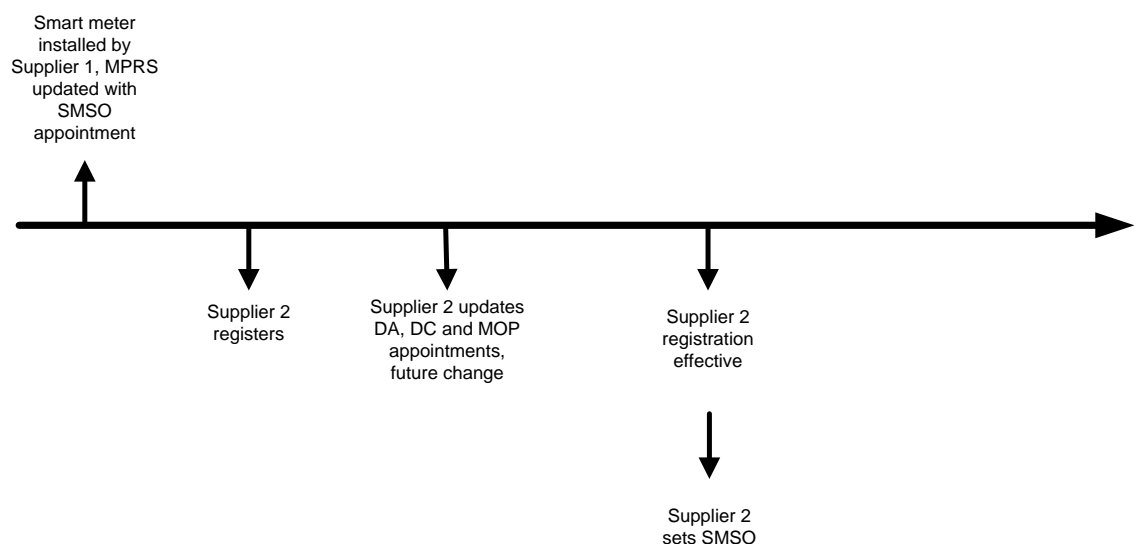 Smart meter
installed by
Supplier 1, MPRS
updated with
SMSO
appointment
Supplier 2
registers
Supplier 2 updates
DA, DC and MOP
appointments,
future change
Supplier 2
registration
effective
Supplier 2
sets SMSO